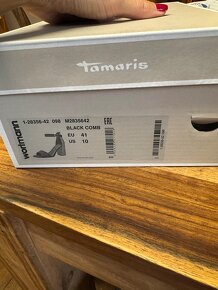 Tamaris
1-28356-42 098 M2835642
EAC
BLACK COMB
EU 41
US 10
wortmann